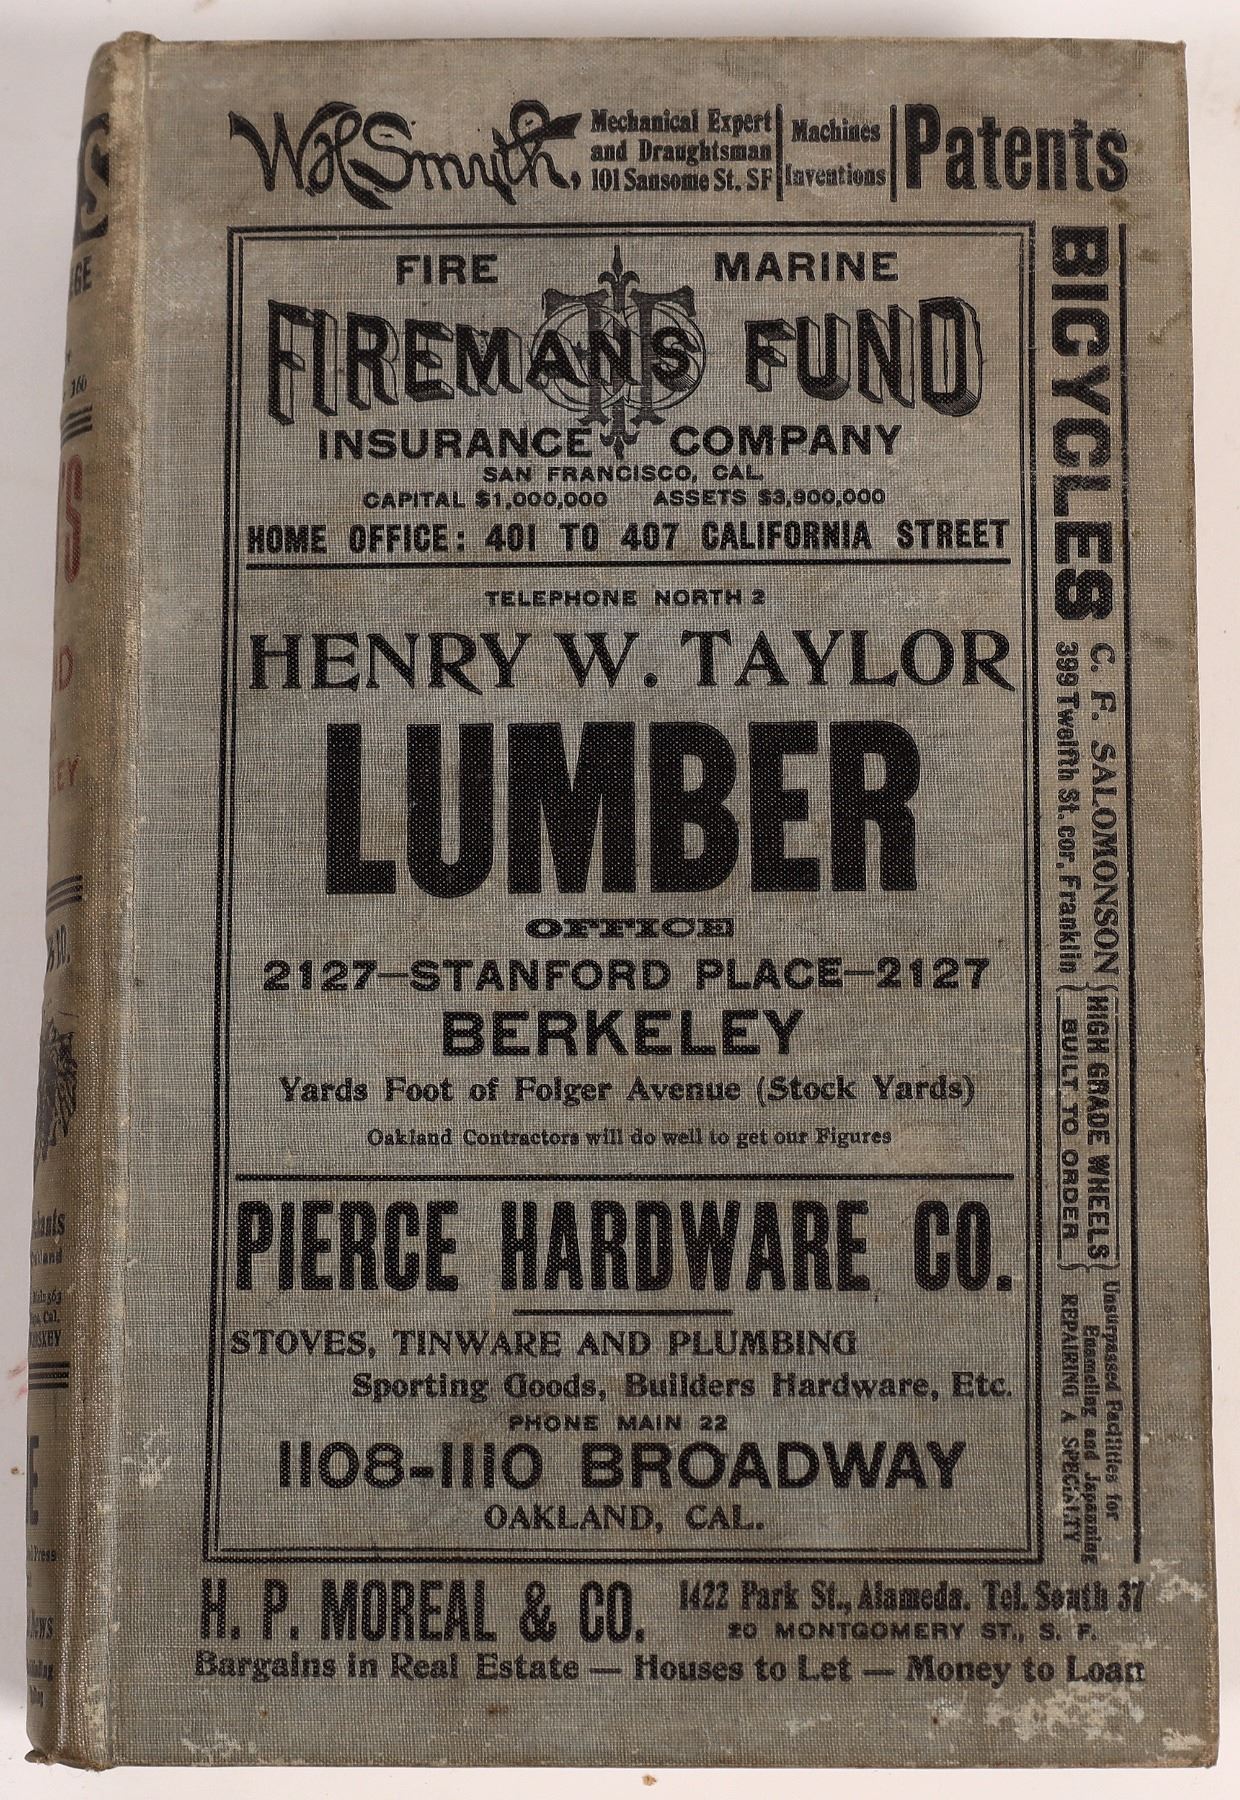 Wm Smyth,
Mechanical Expert
and Draughtsman
101 Sansome St. SF
Machines
Inventions
Patents
FIRE MARINE
FIREMANS FUND
INSURANCE COMPANY
SAN FRANCISCO, CAL.
CAPITAL $1,000,000 ASSETS $3,900,000
HOME OFFICE: 401 TO 407 CALIFORNIA STREET
TELEPHONE NORTH 2
HENRY W. TAYLOR
LUMBER
OFFICE
2127—STANFORD PLACE—2127
BERKELEY
Yards Foot of Folger Avenue (Stock Yards)
Oakland Contractors will do well to get our Figures
PIERCE HARDWARE CO.
STOVES, TINWARE AND PLUMBING
Sporting Goods, Builders Hardware, Etc.
PHONE MAIN 22
1108-1110 BROADWAY
OAKLAND, CAL.
BICYCLES
C. F. SALOMONSON
399 Twelfth St. cor. Franklin
HIGH GRADE WHEELS
BUILT TO ORDER
Unsurpassed Facilities for
Enameling and Japanning
REPAIRING A SPECIALTY
H. P. MOREAL & CO.
1422 Park St., Alameda. Tel. South 37
20 MONTGOMERY ST., S. F.
Bargains in Real Estate — Houses to Let — Money to Loan